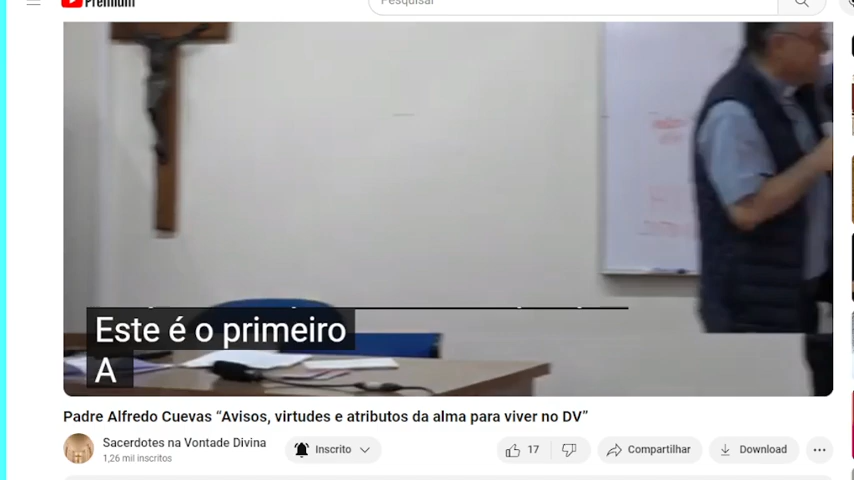 Premium
Pesquisar
Este é o primeiro
A
Padre Alfredo Cuevas “Avisos, virtudes e atributos da alma para viver no DV”
Sacerdotes na Vontade Divina
1,26 mil inscritos
Inscrito
17
Compartilhar
Download